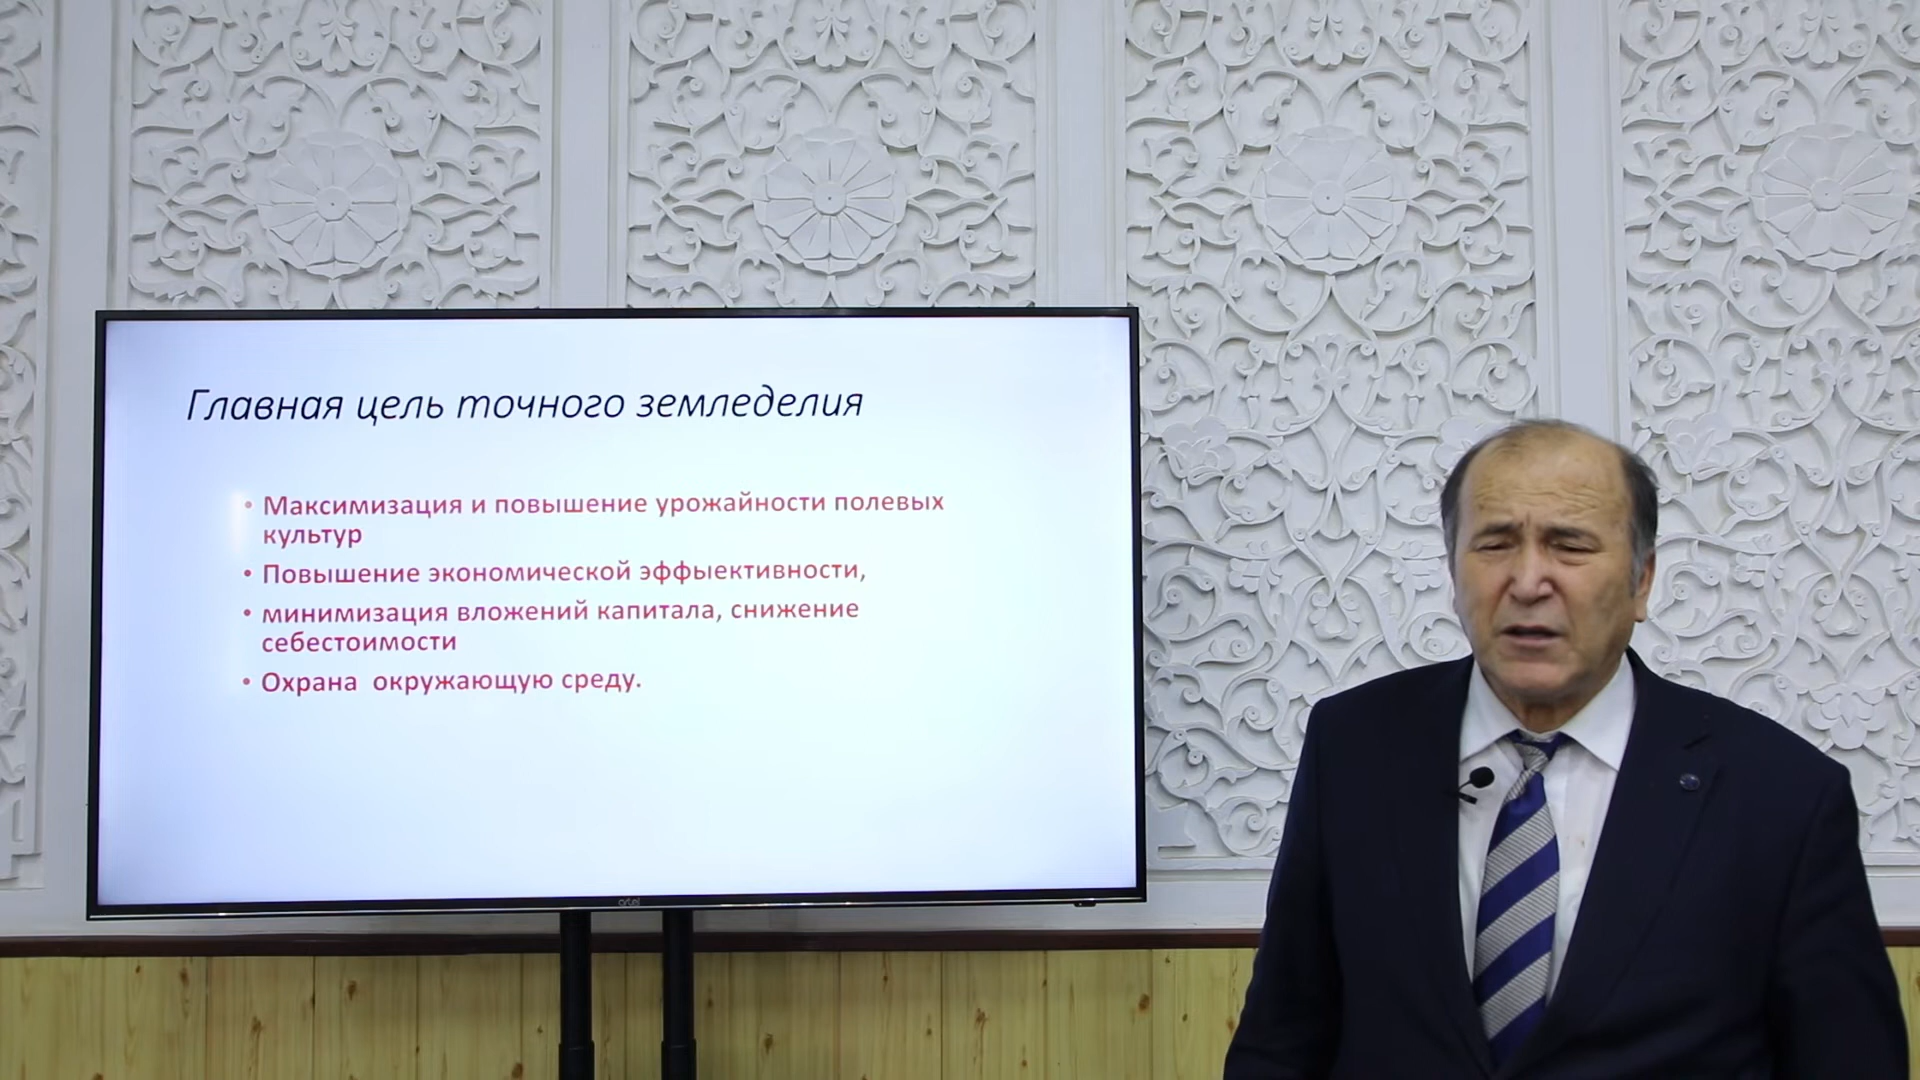 Главная цель точного земледелия
• Максимизация и повышение урожайности полевых
культур
• Повышение экономической эффыективности,
• минимизация вложений капитала, снижение
себестоимости
• Охрана окружающую среду.
artel